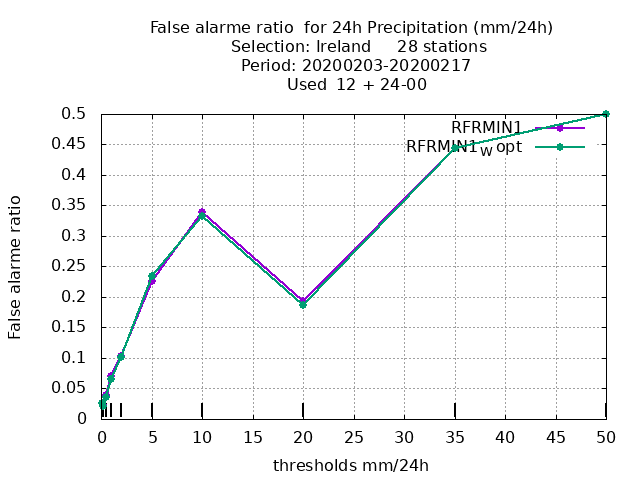 False alarme ratio  for 24h Precipitation (mm/24h)
Selection: Ireland     28 stations
Period: 20200203-20200217
Used  12 + 24-00
RFRMIN1
RFRMIN1W opt
False alarme ratio
0.5
0.45
0.4
0.35
0.3
0.25
0.2
0.15
0.1
0.05
0
0 5 10 15 20 25 30 35 40 45 50
thresholds mm/24h